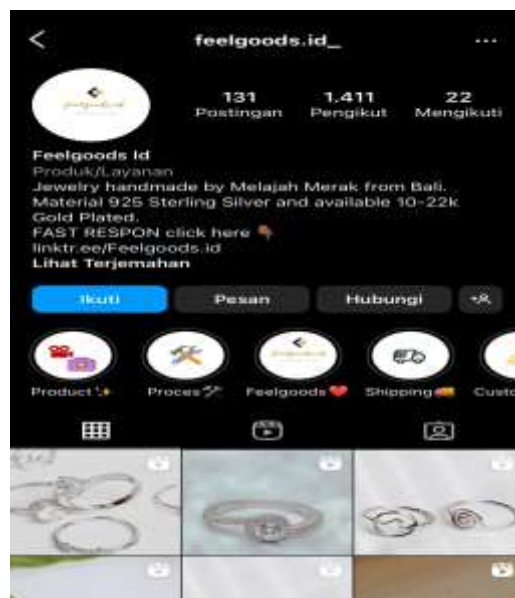 feelgoods.id_
131 1.411 22
Postingan Pengikut Mengikuti
Feelgoods Id
Produk/Layanan
Jewelry handmade by Melajah Merak from Bali.
Material 925 Sterling Silver and available 10-22k
Gold Plated.
FAST RESPON click here 👇🏾
linktr.ee/Feelgoods.id
Lihat Terjemahan
Ikuti Pesan Hubungi
Product✨ Proces🛠 Feelgoods❤️ Shipping🚚 Custo